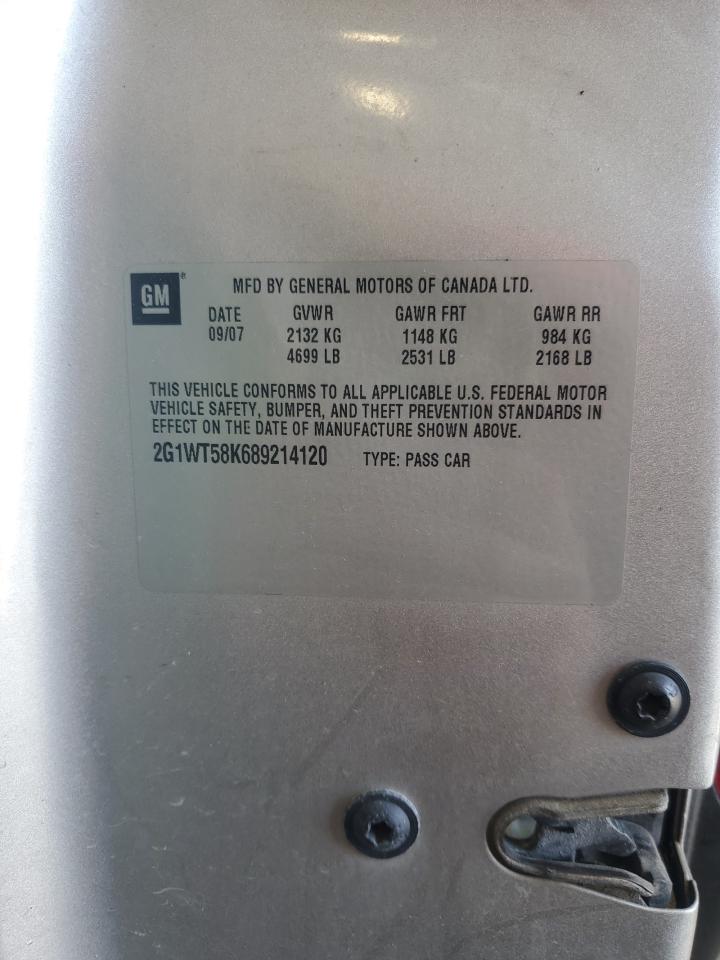 GM®
MFD BY GENERAL MOTORS OF CANADA LTD.
DATE GVWR GAWR FRT GAWR RR
09/07 2132 KG 1148 KG 984 KG
4699 LB 2531 LB 2168 LB
THIS VEHICLE CONFORMS TO ALL APPLICABLE U.S. FEDERAL MOTOR
VEHICLE SAFETY, BUMPER, AND THEFT PREVENTION STANDARDS IN
EFFECT ON THE DATE OF MANUFACTURE SHOWN ABOVE.
2G1WT58K689214120 TYPE: PASS CAR